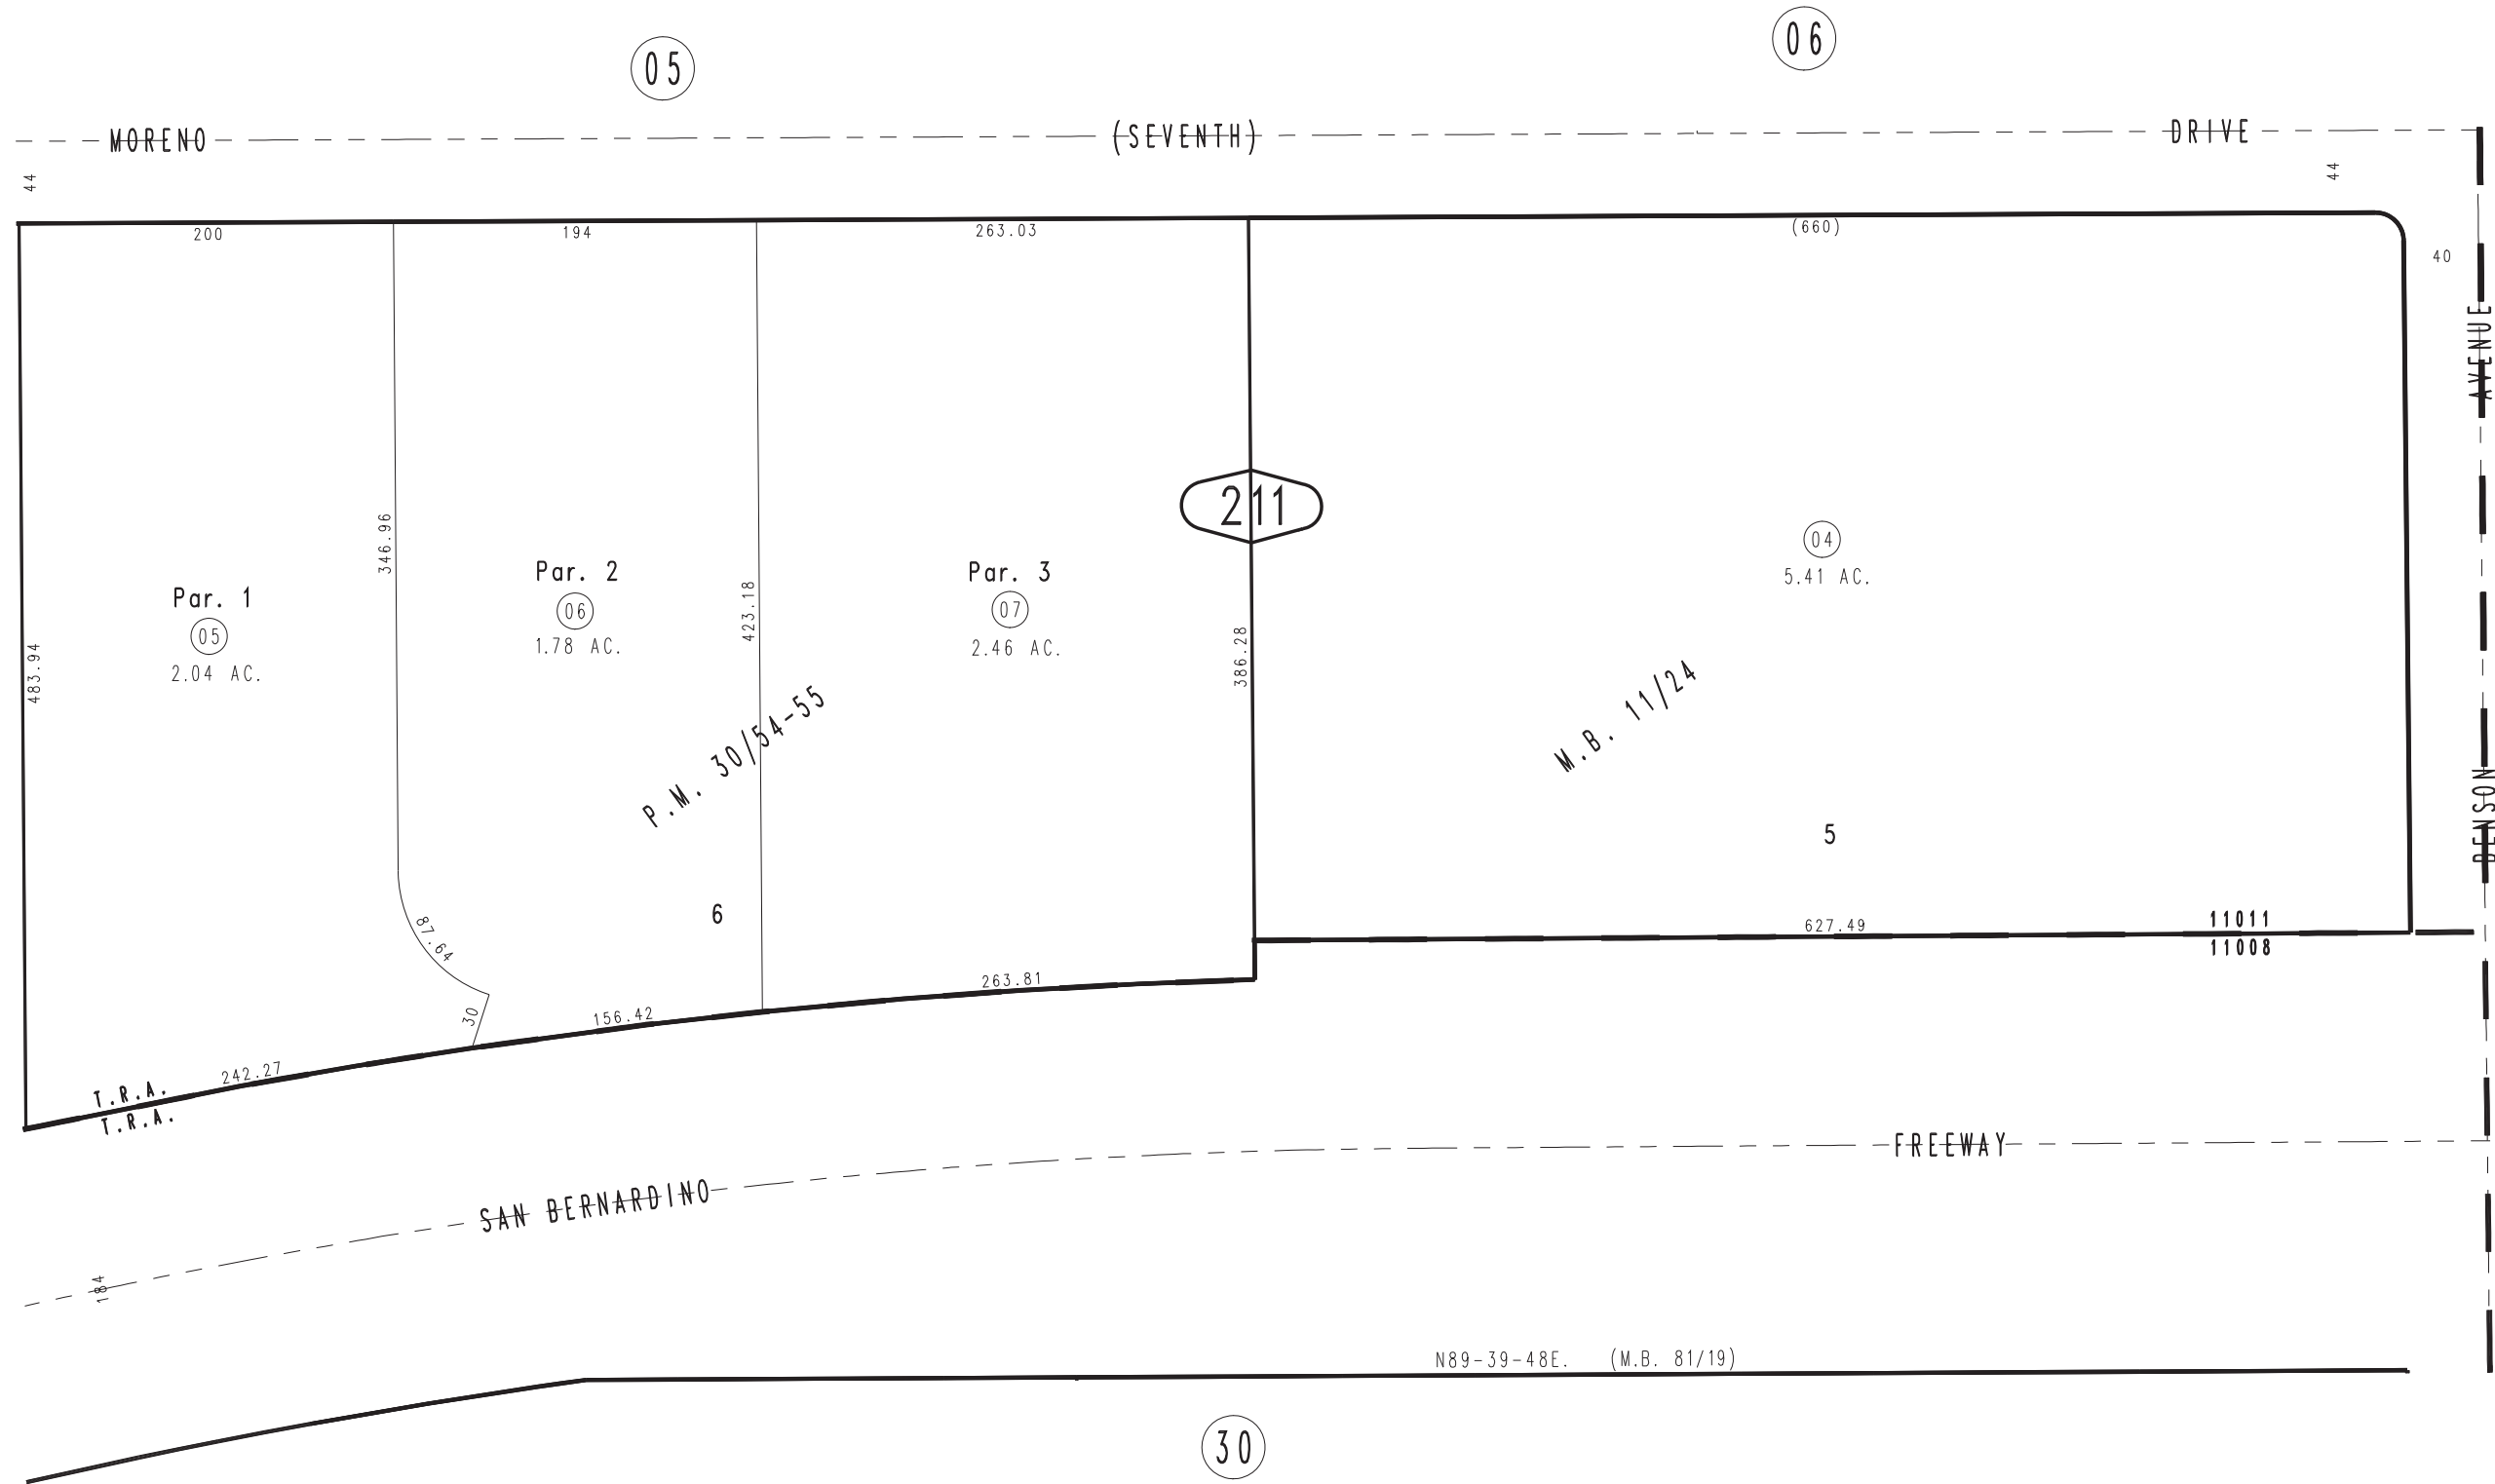 05
06
MORENO (SEVENTH) DRIVE
44
44
200
194
263.03
(660)
40
AVENUE
211
346.96
423.18
386.28
483.94
Par. 1
05
2.04 AC.
Par. 2
06
1.78 AC.
Par. 3
07
2.46 AC.
04
5.41 AC.
P.M. 30/54-55
M.B. 11/24
BENSON
5
6
87.64
30
627.49
11011
11008
263.81
156.42
242.27
T.R.A.
T.R.A.
SAN BERNARDINO FREEWAY
184
N89-39-48E. (M.B. 81/19)
30